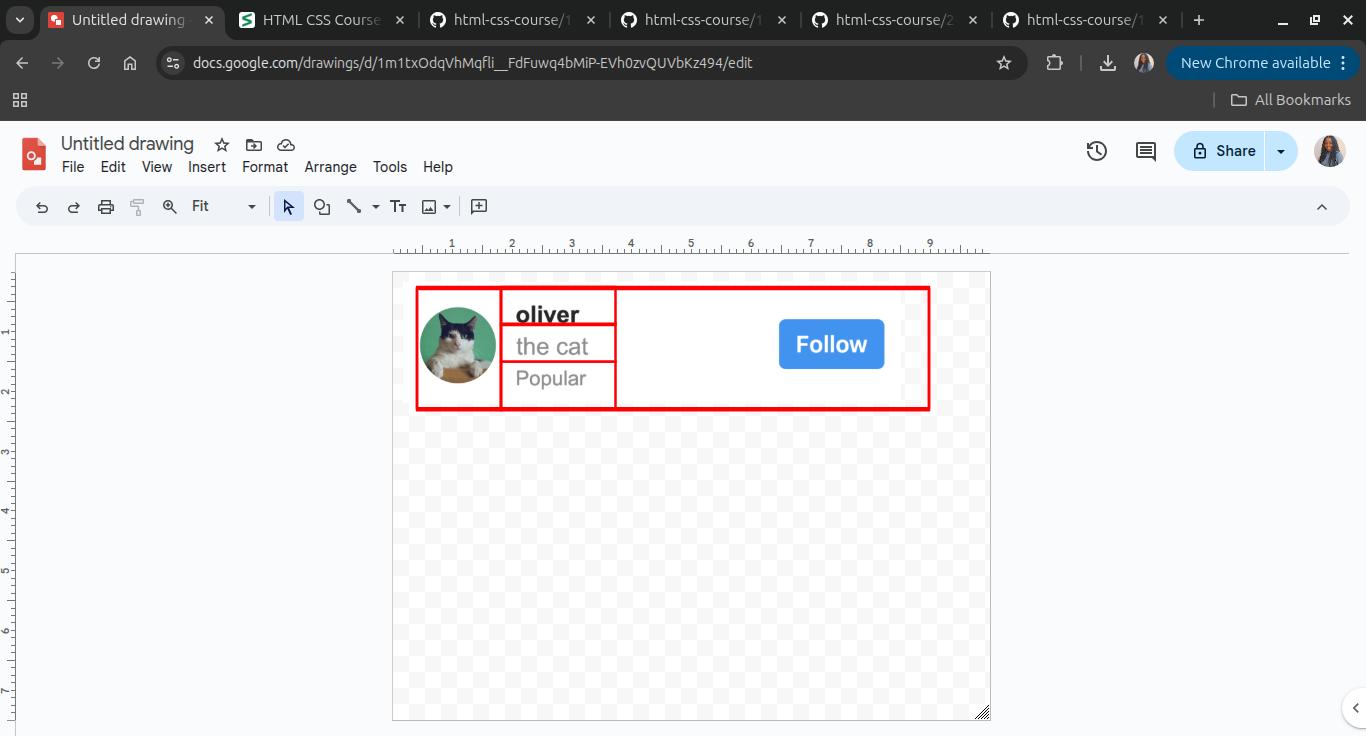 Untitled drawing
HTML CSS Course
html-css-course/1
html-css-course/1
html-css-course/2
html-css-course/1
docs.google.com/drawings/d/1m1txOdqVhMqfli__FdFuwq4bMiP-EVh0zvQUVbKz494/edit
New Chrome available
All Bookmarks
Untitled drawing
File Edit View Insert Format Arrange Tools Help
Share
Fit
1 2 3 4 5 6 7 8 9
1
2
3
4
5
6
7
oliver
the cat
Popular
Follow